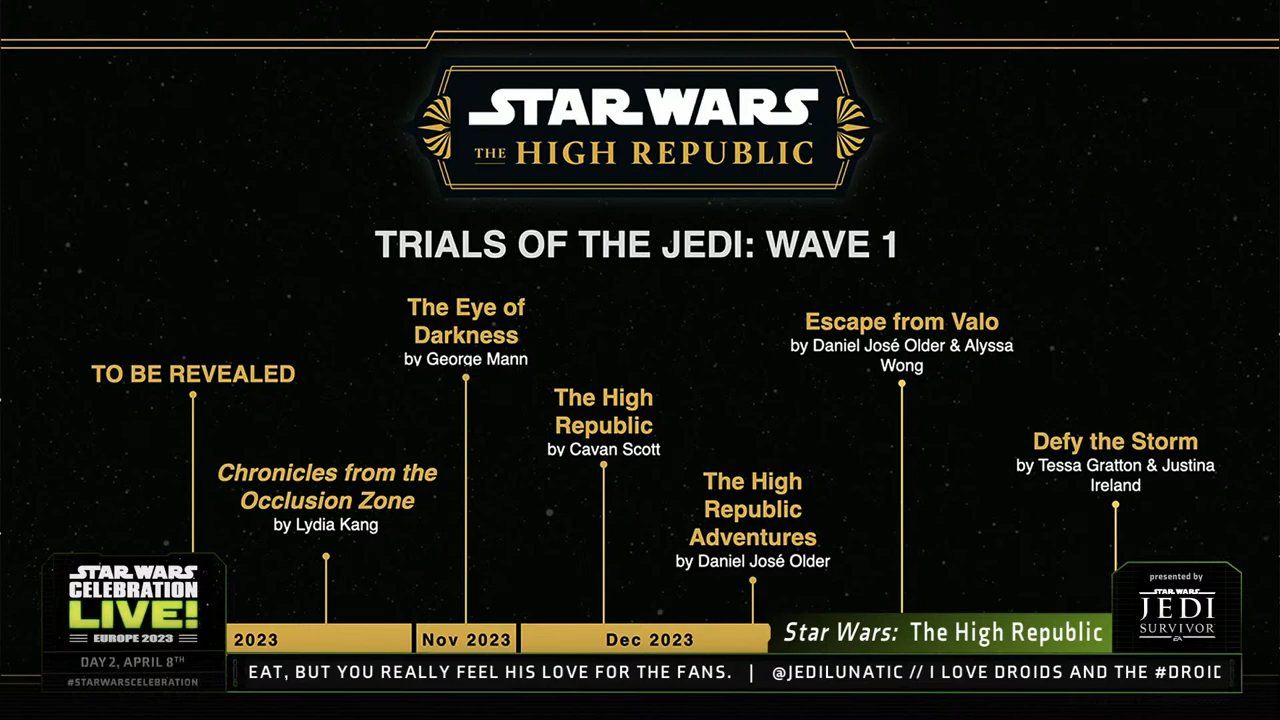 STAR WARS
THE HIGH REPUBLIC
TRIALS OF THE JEDI: WAVE 1
TO BE REVEALED
Chronicles from the
Occlusion Zone
by Lydia Kang
The Eye of
Darkness
by George Mann
The High
Republic
by Cavan Scott
The High
Republic
Adventures
by Daniel José Older
Escape from Valo
by Daniel José Older & Alyssa
Wong
Defy the Storm
by Tessa Gratton & Justina
Ireland
2023
Nov 2023
Dec 2023
Star Wars: The High Republic
STAR WARS
CELEBRATION
LIVE!
EUROPE 2023
DAY 2, APRIL 8TH
#STARWARSCELEBRATION
presented by
STAR WARS
JEDI
SURVIVOR
EA
EAT, BUT YOU REALLY FEEL HIS LOVE FOR THE FANS. | @JEDILUNATIC // I LOVE DROIDS AND THE #DROID